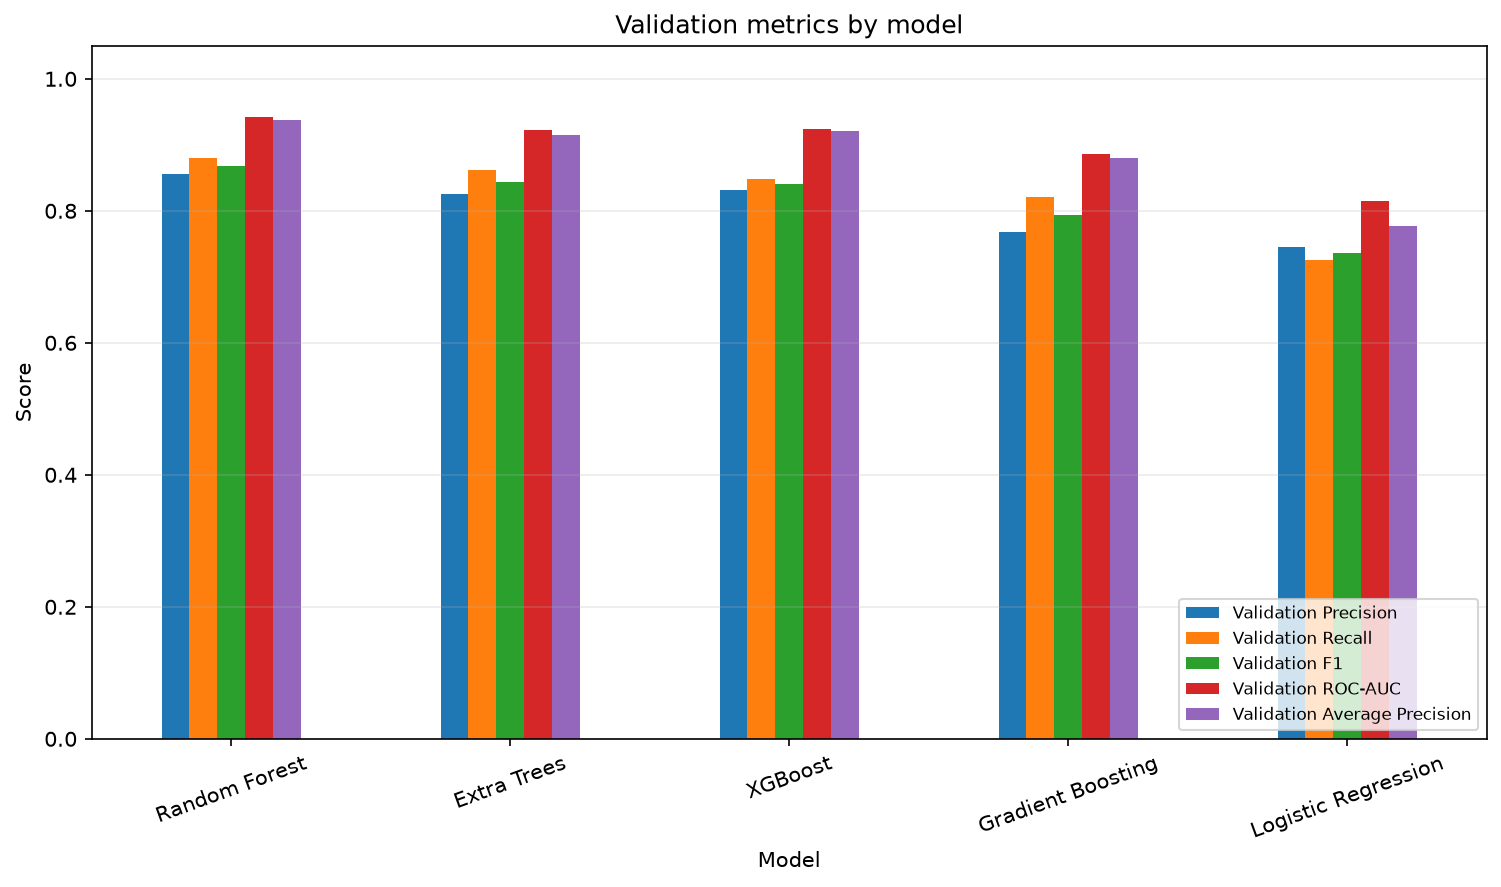 Validation metrics by model
1.0
0.8
0.6
0.4
0.2
0.0
Score
Validation Precision
Validation Recall
Validation F1
Validation ROC-AUC
Validation Average Precision
Random Forest
Extra Trees
XGBoost
Gradient Boosting
Logistic Regression
Model